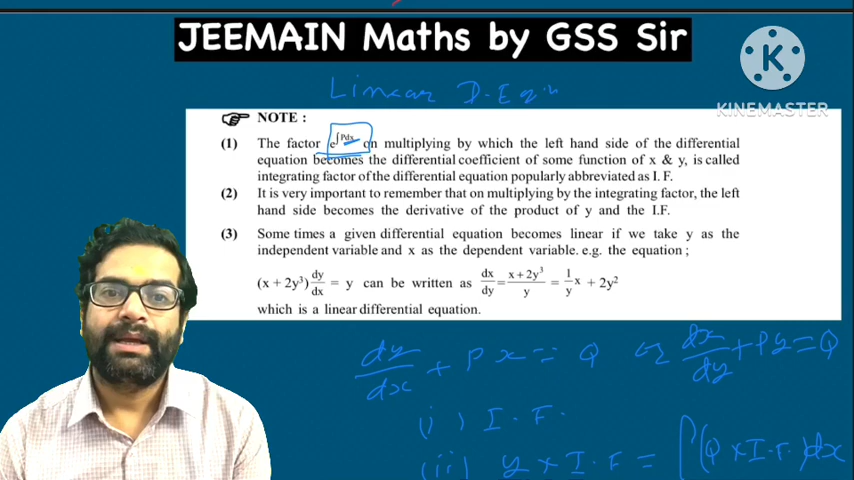 JEEMAIN Maths by GSS Sir
K
KINEMASTER
Linear D.Eqn
NOTE :
(1) The factor e^∫Pdx on multiplying by which the left hand side of the differential
equation becomes the differential coefficient of some function of x & y, is called
integrating factor of the differential equation popularly abbreviated as I. F.
(2) It is very important to remember that on multiplying by the integrating factor, the left
hand side becomes the derivative of the product of y and the I.F.
(3) Some times a given differential equation becomes linear if we take y as the
independent variable and x as the dependent variable. e.g. the equation ;
(x + 2y³) dy/dx = y can be written as dx/dy = x + 2y³/y = 1/y x + 2y²
which is a linear differential equation.
dy/dx + Px = Q or dx/dy + Py = Q
(i) I.F.
(ii) y x I.F = ∫(Q x I.F.)dx